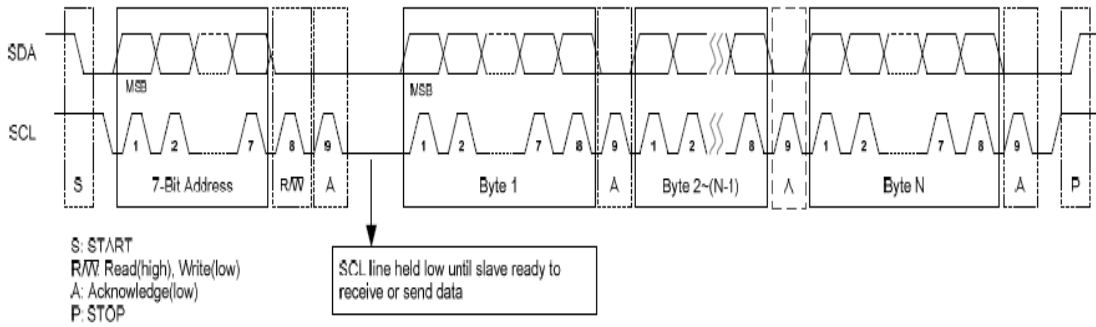 SDA
MSB MSB
SCL
1 2 7 8 9 1 2 7 8 9 1 2 8 9 1 2 7 8 9
S 7-Bit Address R/W A Byte 1 A Byte 2~(N-1) A Byte N A P
S: START
R/W: Read(high), Write(low)
A: Acknowledge(low)
P: STOP
SCL line held low until slave ready to
receive or send data